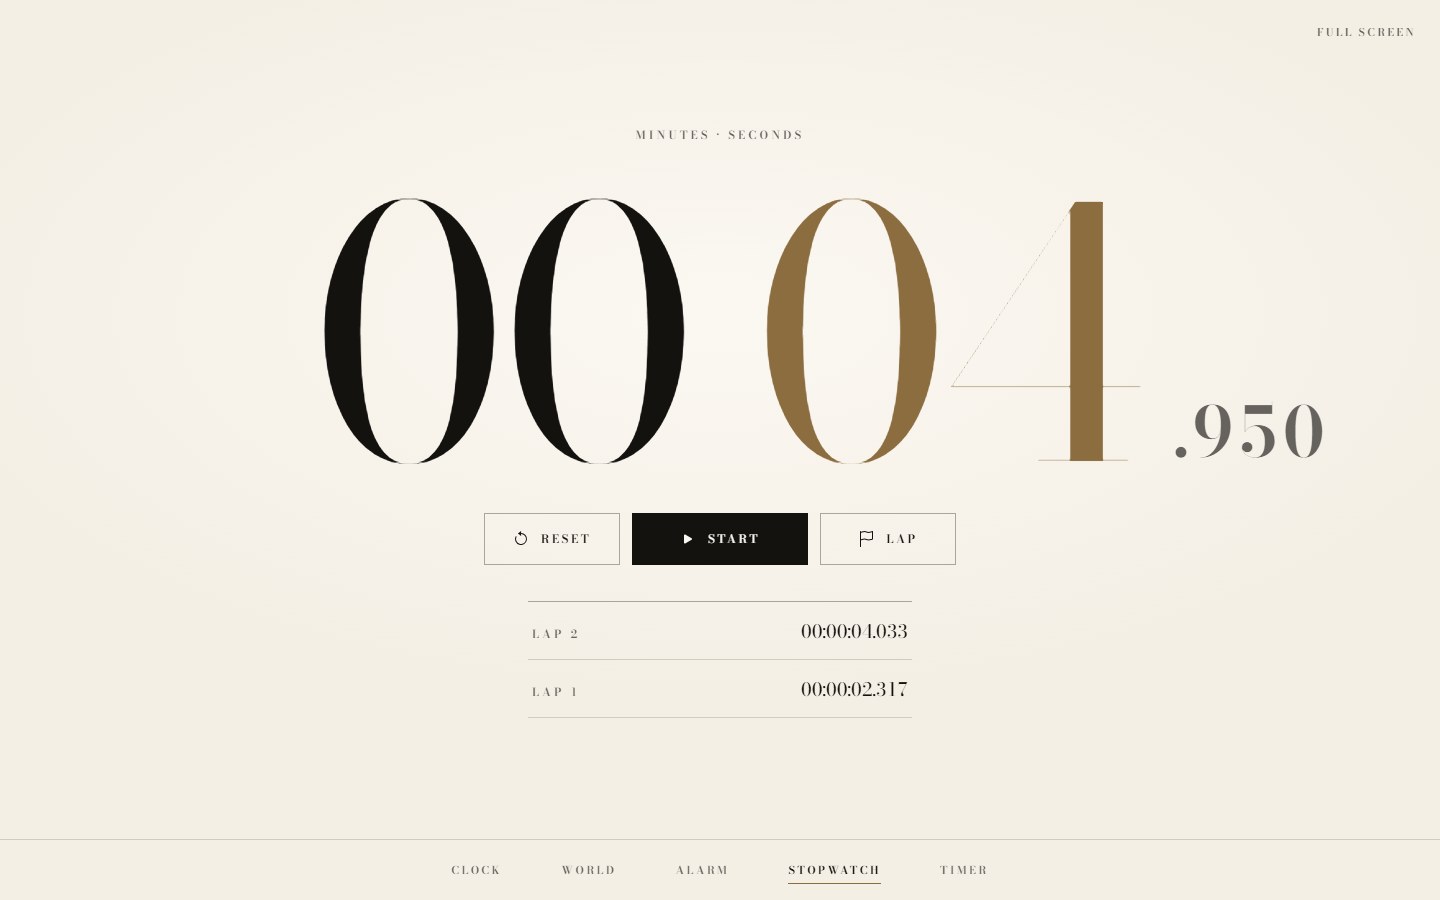 FULL SCREEN
MINUTES · SECONDS
00 04 .950
RESET START LAP
LAP 2 00:00:04.033
LAP 1 00:00:02.317
CLOCK WORLD ALARM STOPWATCH TIMER